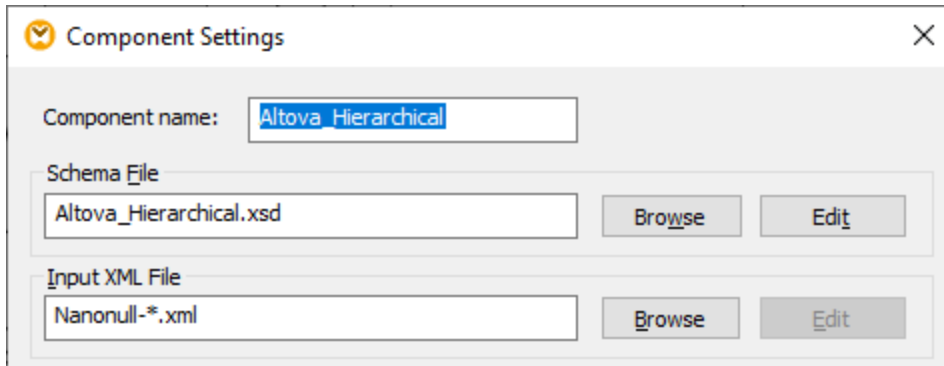 Component Settings
Component name: Altova_Hierarchical
Schema File
Altova_Hierarchical.xsd Browse Edit
Input XML File
Nanonull-*.xml Browse Edit